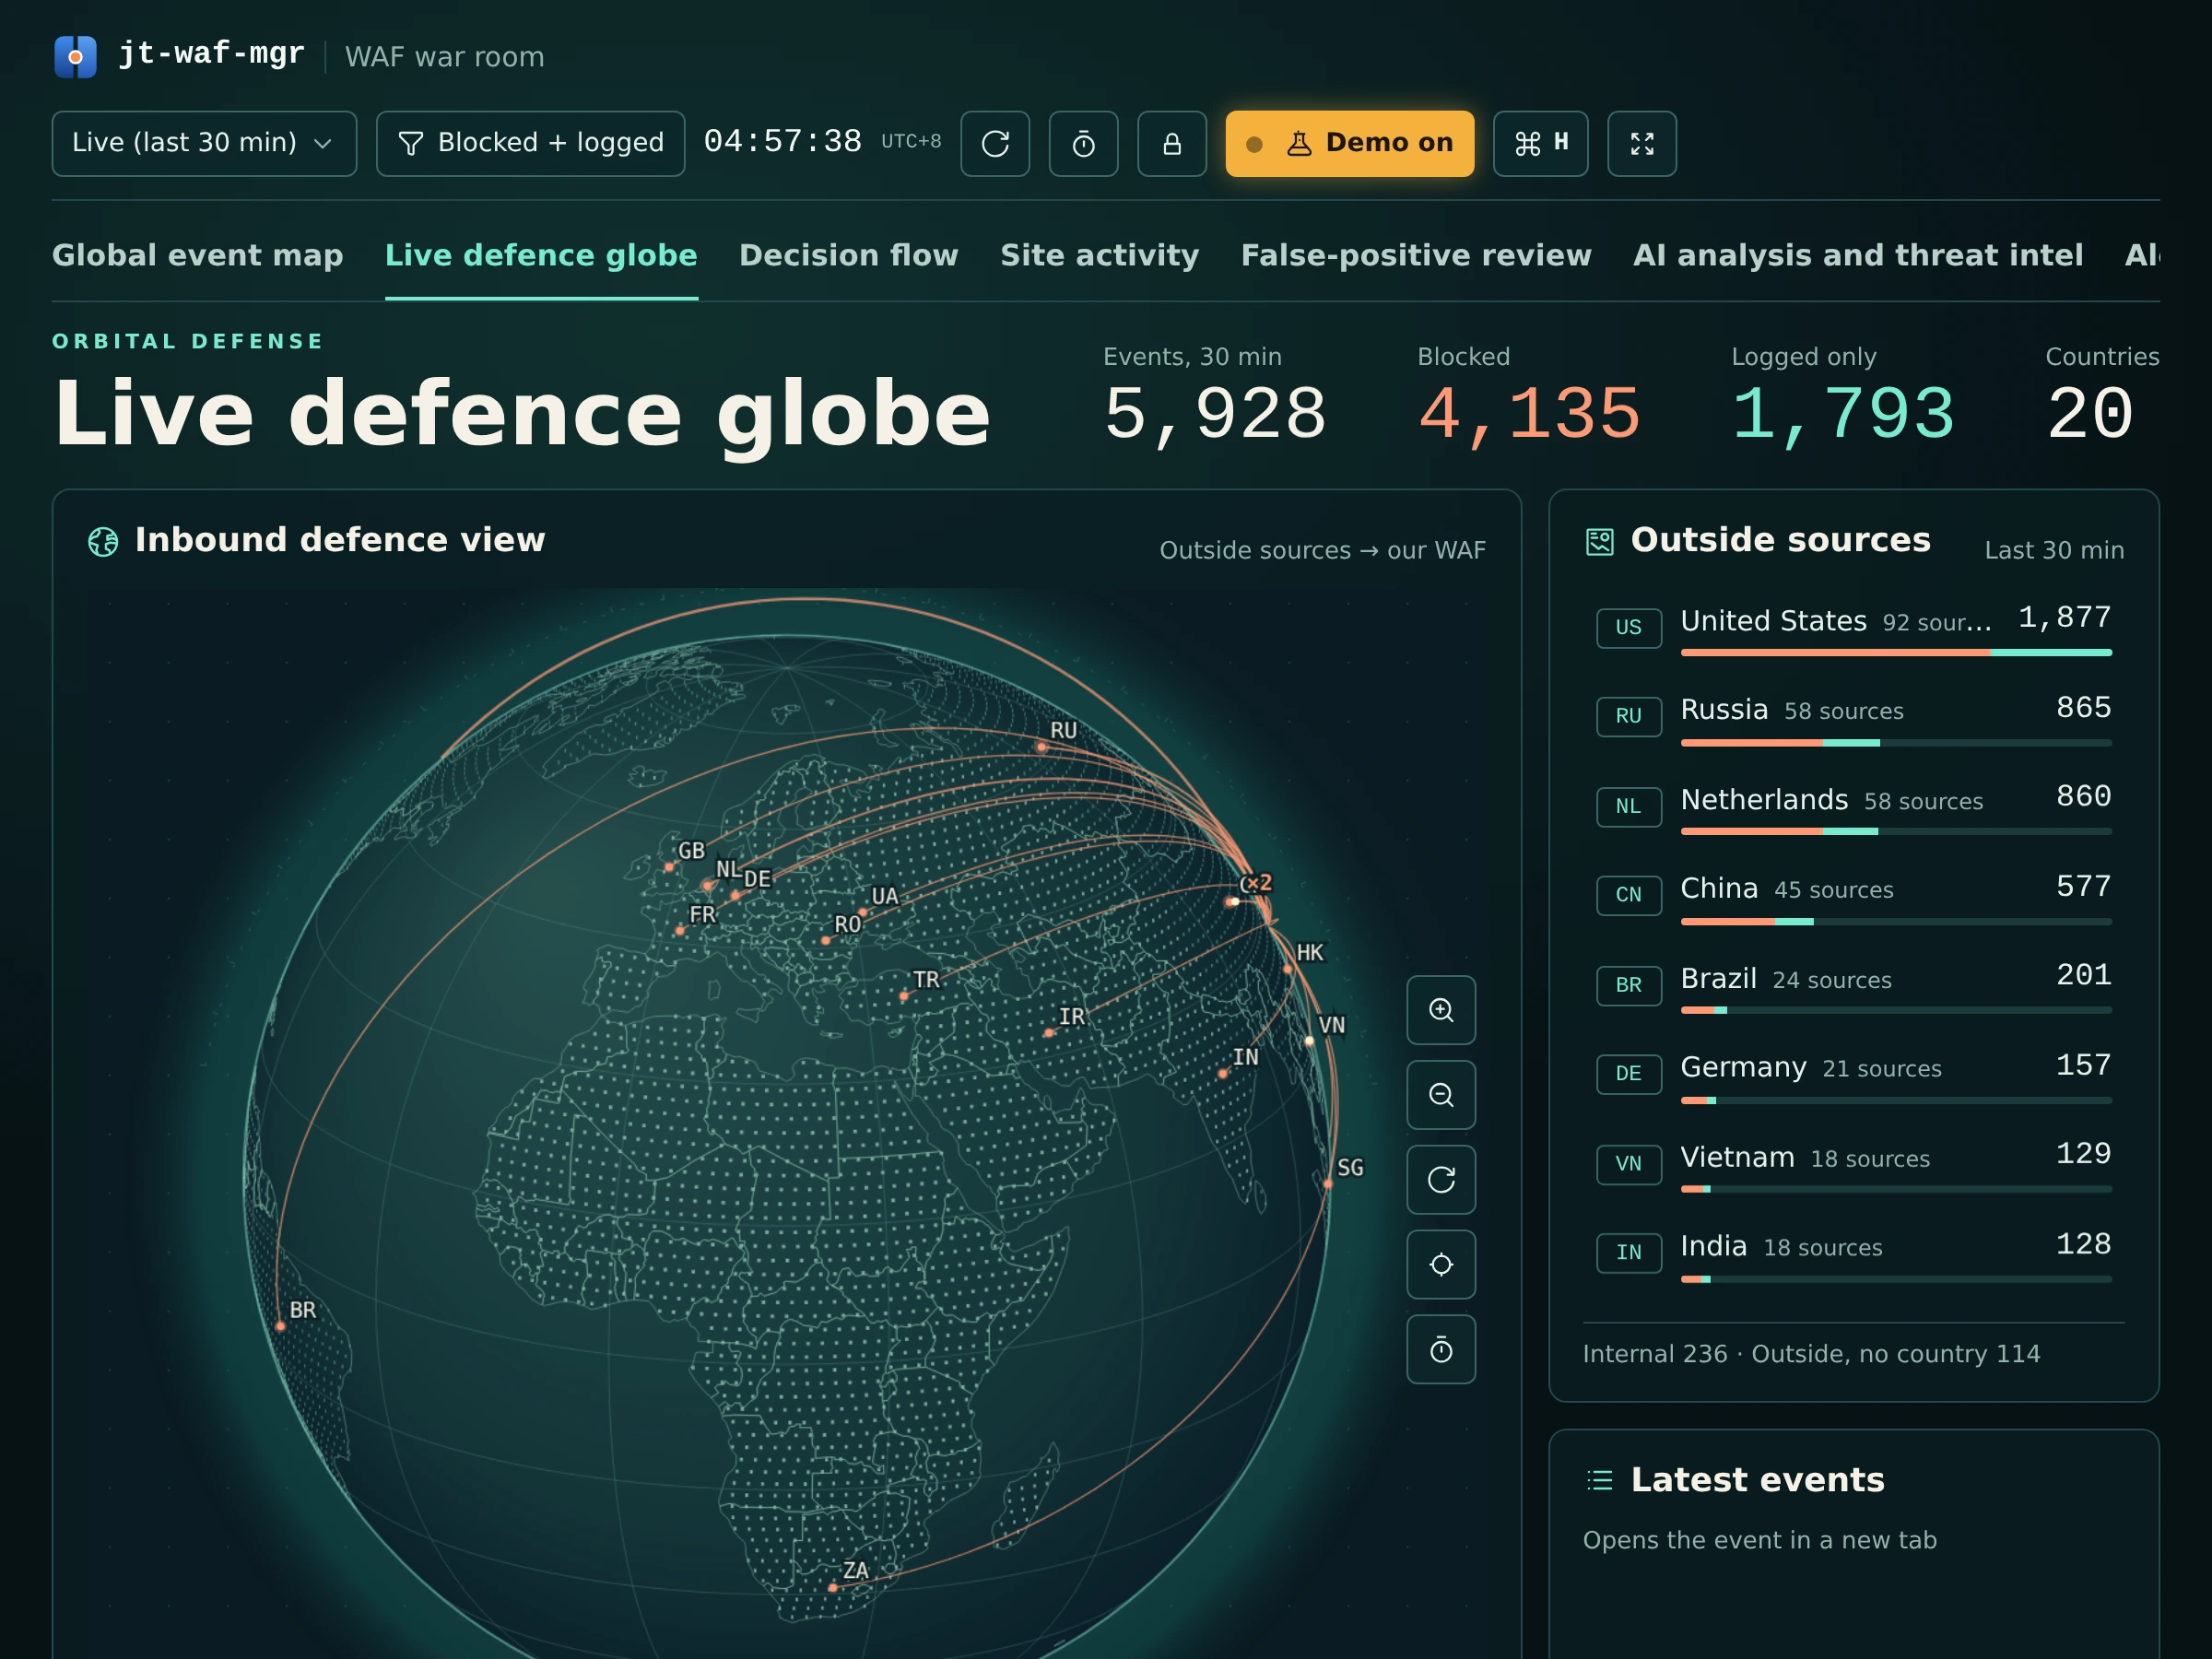 jt-waf-mgr WAF war room
Live (last 30 min) Blocked + logged 04:57:38 UTC+8 Demo on ⌘ H
Global event map Live defence globe Decision flow Site activity False-positive review AI analysis and threat intel
ORBITAL DEFENSE
Live defence globe
Events, 30 min Blocked Logged only Countries
5,928 4,135 1,793 20
Inbound defence view
Outside sources → our WAF
RU
GB
NL
DE
UA
FR
RO
×2
HK
TR
IR
VN
IN
SG
BR
ZA
Outside sources Last 30 min
US United States 92 sour... 1,877
RU Russia 58 sources 865
NL Netherlands 58 sources 860
CN China 45 sources 577
BR Brazil 24 sources 201
DE Germany 21 sources 157
VN Vietnam 18 sources 129
IN India 18 sources 128
Internal 236 · Outside, no country 114
Latest events
Opens the event in a new tab